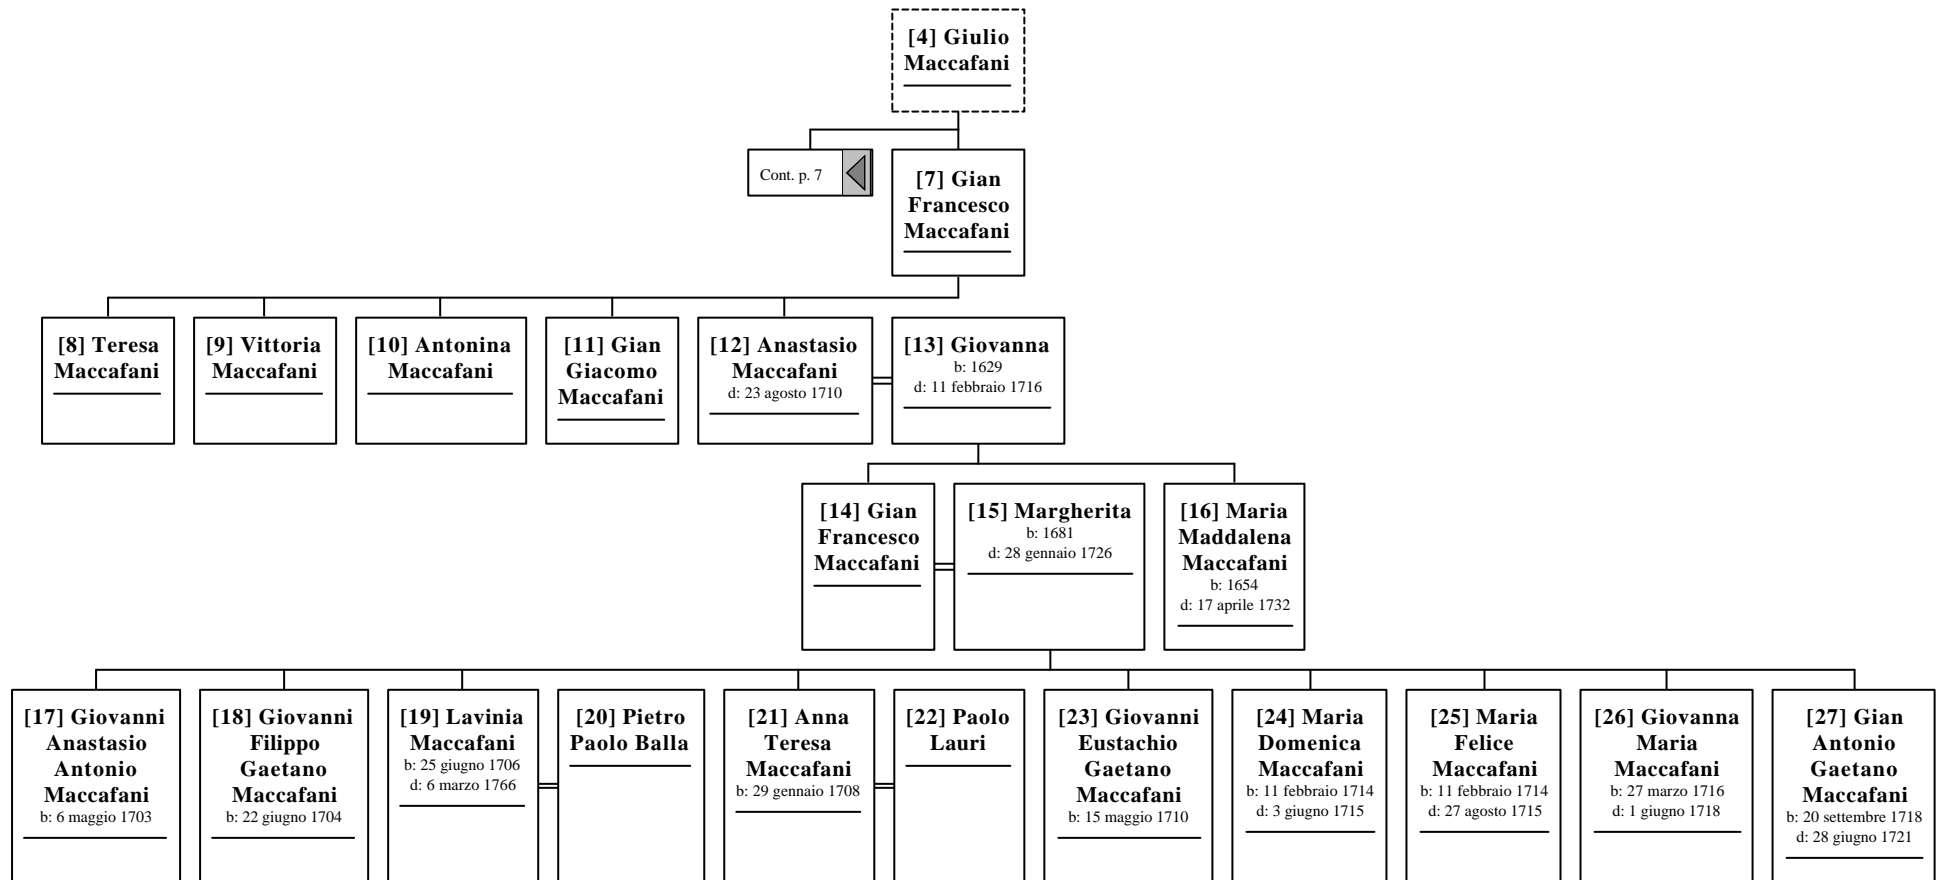 [4] Giulio
Maccafani
Cont. p. 7
[7] Gian
Francesco
Maccafani
[8] Teresa
Maccafani
[9] Vittoria
Maccafani
[10] Antonina
Maccafani
[11] Gian
Giacomo
Maccafani
[12] Anastasio
Maccafani
d: 23 agosto 1710
[13] Giovanna
b: 1629
d: 11 febbraio 1716
[14] Gian
Francesco
Maccafani
[15] Margherita
b: 1681
d: 28 gennaio 1726
[16] Maria
Maddalena
Maccafani
b: 1654
d: 17 aprile 1732
[17] Giovanni
Anastasio
Antonio
Maccafani
b: 6 maggio 1703
[18] Giovanni
Filippo
Gaetano
Maccafani
b: 22 giugno 1704
[19] Lavinia
Maccafani
b: 25 giugno 1706
d: 6 marzo 1766
[20] Pietro
Paolo Balla
[21] Anna
Teresa
Maccafani
b: 29 gennaio 1708
[22] Paolo
Lauri
[23] Giovanni
Eustachio
Gaetano
Maccafani
b: 15 maggio 1710
[24] Maria
Domenica
Maccafani
b: 11 febbraio 1714
d: 3 giugno 1715
[25] Maria
Felice
Maccafani
b: 11 febbraio 1714
d: 27 agosto 1715
[26] Giovanna
Maria
Maccafani
b: 27 marzo 1716
d: 1 giugno 1718
[27] Gian
Antonio
Gaetano
Maccafani
b: 20 settembre 1718
d: 28 giugno 1721